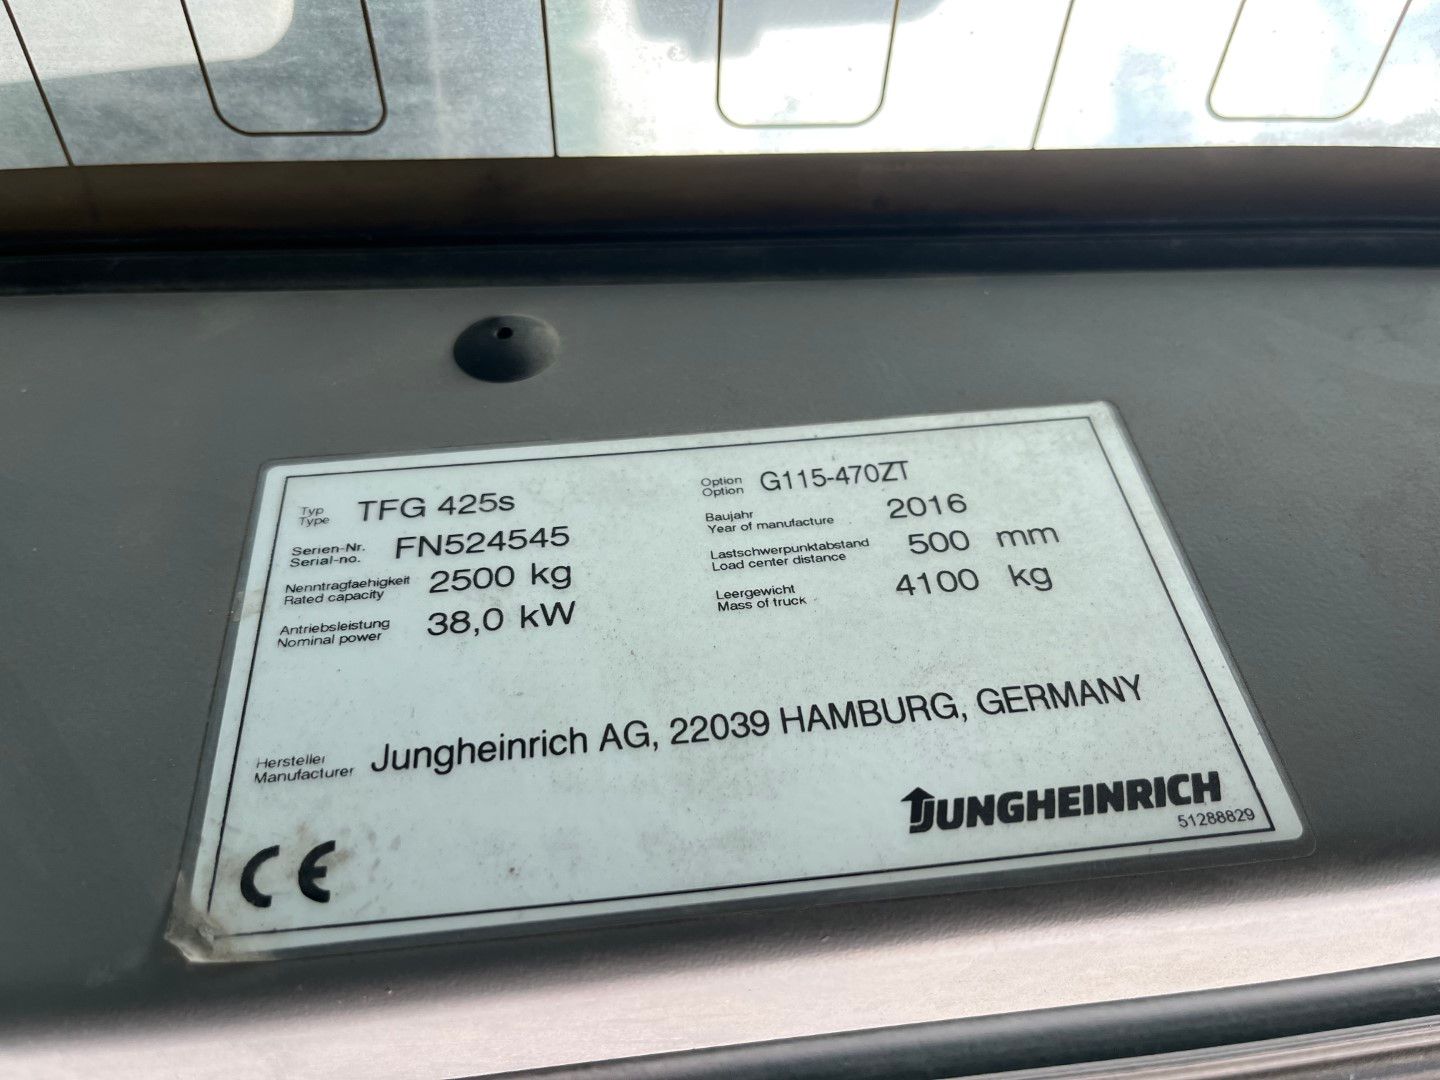 Typ
Type
TFG 425s
Serien-Nr.
Serial-no.
FN524545
Nenntragfaehigkeit
Rated capacity
2500 kg
Antriebsleistung
Nominal power
38,0 kW
Option
Option
G115-470ZT
Baujahr
Year of manufacture
2016
Lastschwerpunktabstand
Load center distance
500 mm
Leergewicht
Mass of truck
4100 kg
Hersteller
Manufacturer
Jungheinrich AG, 22039 HAMBURG, GERMANY
JUNGHEINRICH
51288829
CE